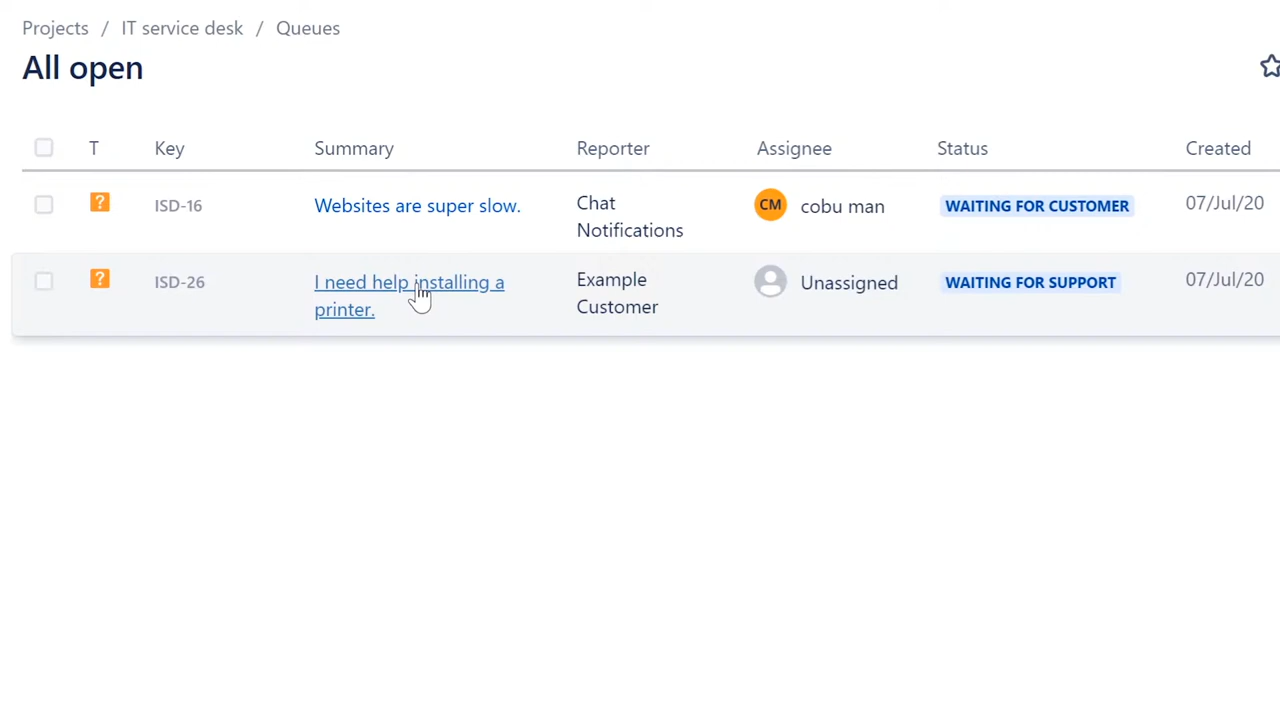 Projects / IT service desk / Queues
All open
T Key Summary Reporter Assignee Status Created
? ISD-16 Websites are super slow. Chat CM cobu man WAITING FOR CUSTOMER 07/Jul/20
Notifications
? ISD-26 I need help installing a Example Unassigned WAITING FOR SUPPORT 07/Jul/20
printer. Customer